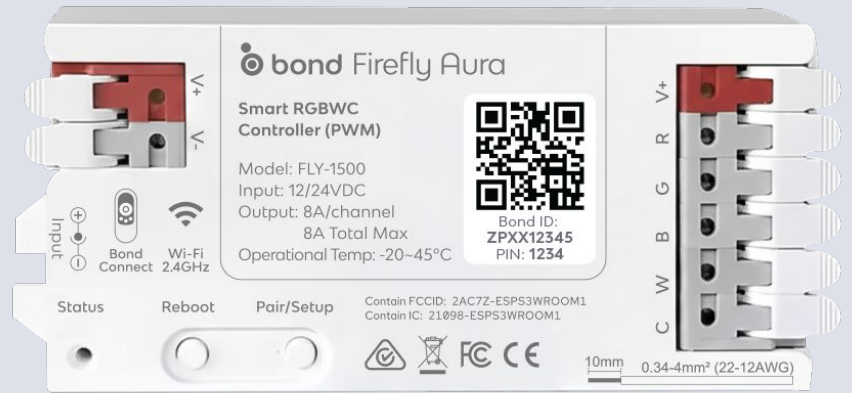 bond Firefly Aura
Smart RGBWC
Controller (PWM)
Model: FLY-1500
Input: 12/24VDC
Output: 8A/channel
8A Total Max
Operational Temp: -20~45°C
Bond ID:
ZPXX12345
PIN: 1234
V+
V-
Input
Bond
Connect
Wi-Fi
2.4GHz
Status
Reboot
Pair/Setup
Contain FCCID: 2AC7Z-ESPS3WROOM1
Contain IC: 21098-ESPS3WROOM1
FC CE
V+
R
G
B
W
C
10mm
0.34-4mm² (22-12AWG)